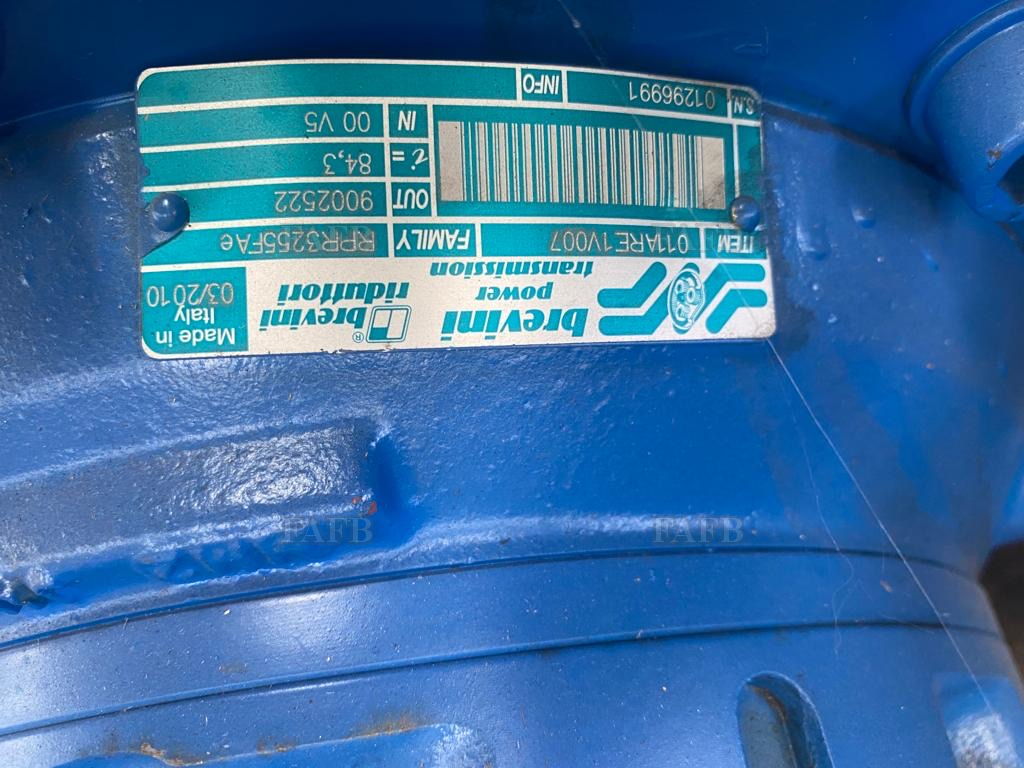 brevini
power
transmission
brevini
riduttori
®
Made in
Italy
03/2010
ITEM 011ARE1V007 FAMILY RPR3255FAe
OUT 9002522
i = 84,3
IN 00 V5
S.N. 01296991 INFO
FAFB FAFB